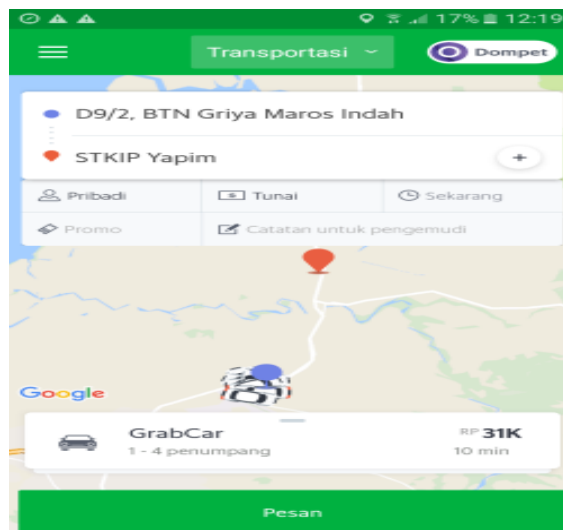 17% 12:19
Transportasi Dompet
D9/2, BTN Griya Maros Indah
STKIP Yapim +
Pribadi Tunai Sekarang
Promo Catatan untuk pengemudi
Google
GrabCar RP 31K
1 - 4 penumpang 10 min
Pesan